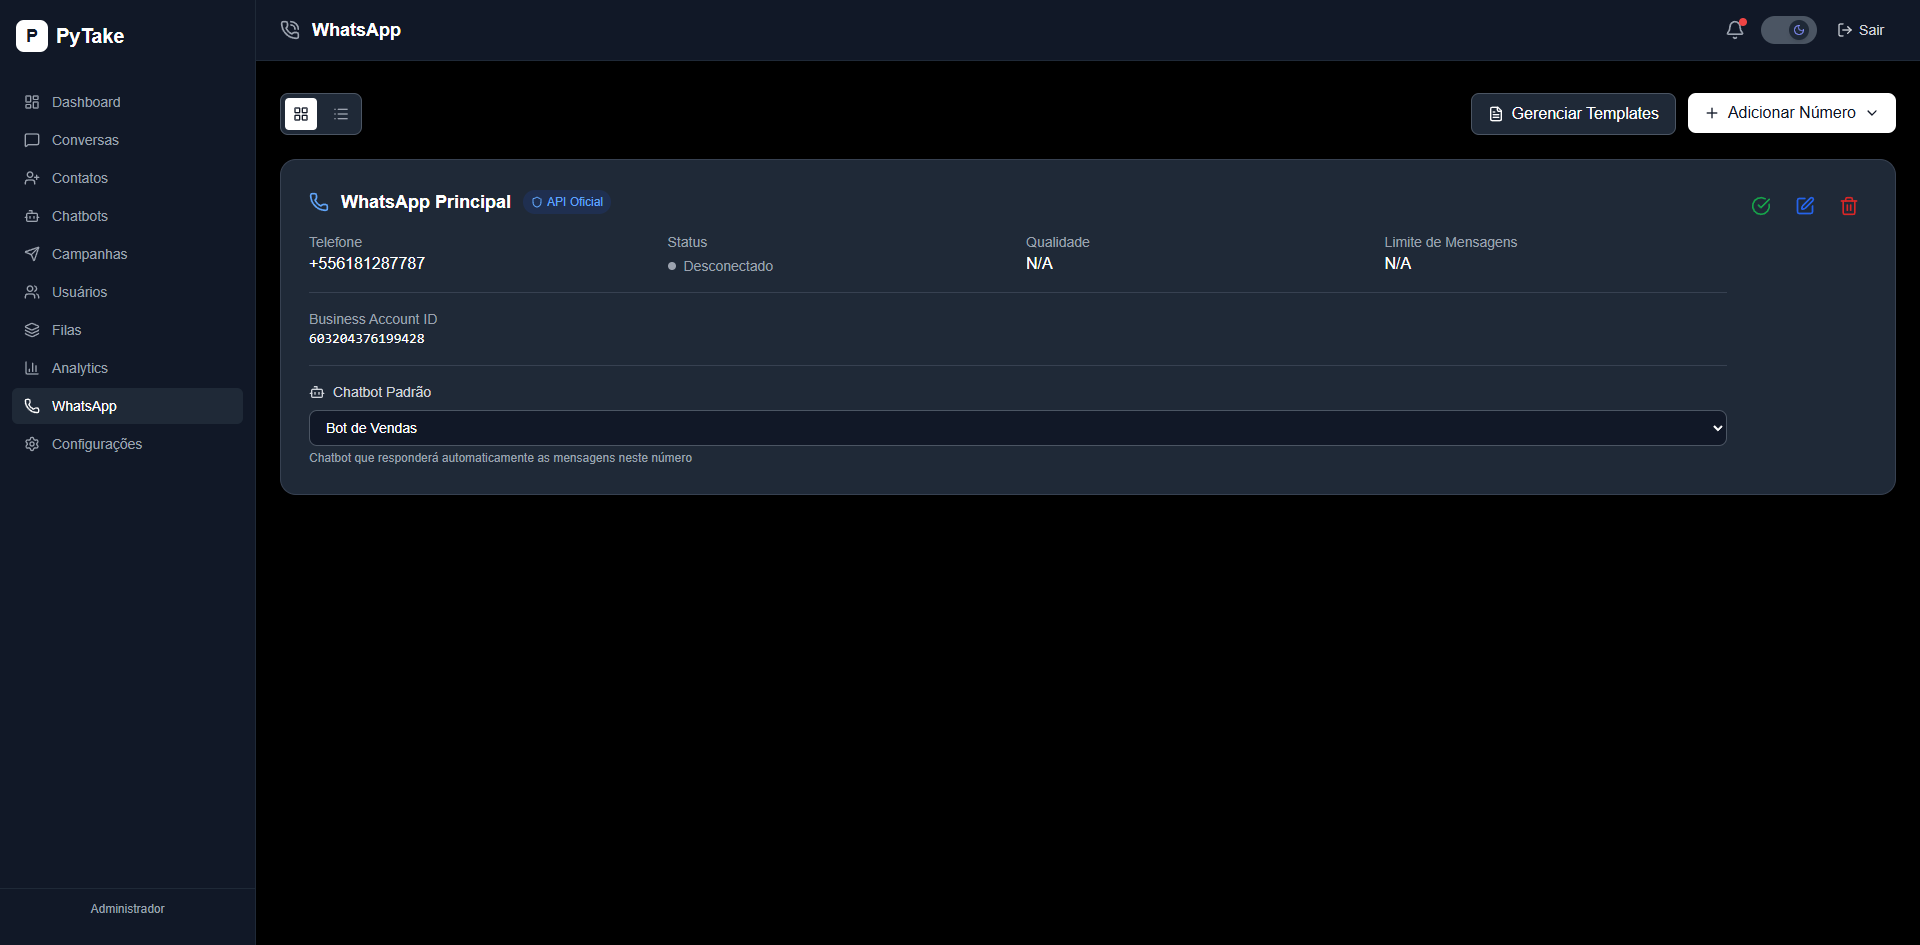 P PyTake
Dashboard
Conversas
Contatos
Chatbots
Campanhas
Usuários
Filas
Analytics
WhatsApp
Configurações
Administrador
WhatsApp
Sair
Gerenciar Templates
Adicionar Número
WhatsApp Principal API Oficial
Telefone Status Qualidade Limite de Mensagens
+556181287787 Desconectado N/A N/A
Business Account ID
603204376199428
Chatbot Padrão
Bot de Vendas
Chatbot que responderá automaticamente as mensagens neste número